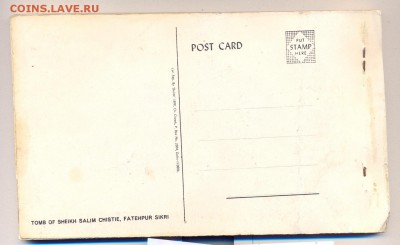 COINS.LAVE.RU
POST CARD
PUT
STAMP
HERE
TOMB OF SHEIKH SALIM CHISTIE, FATEHPUR SIKRI